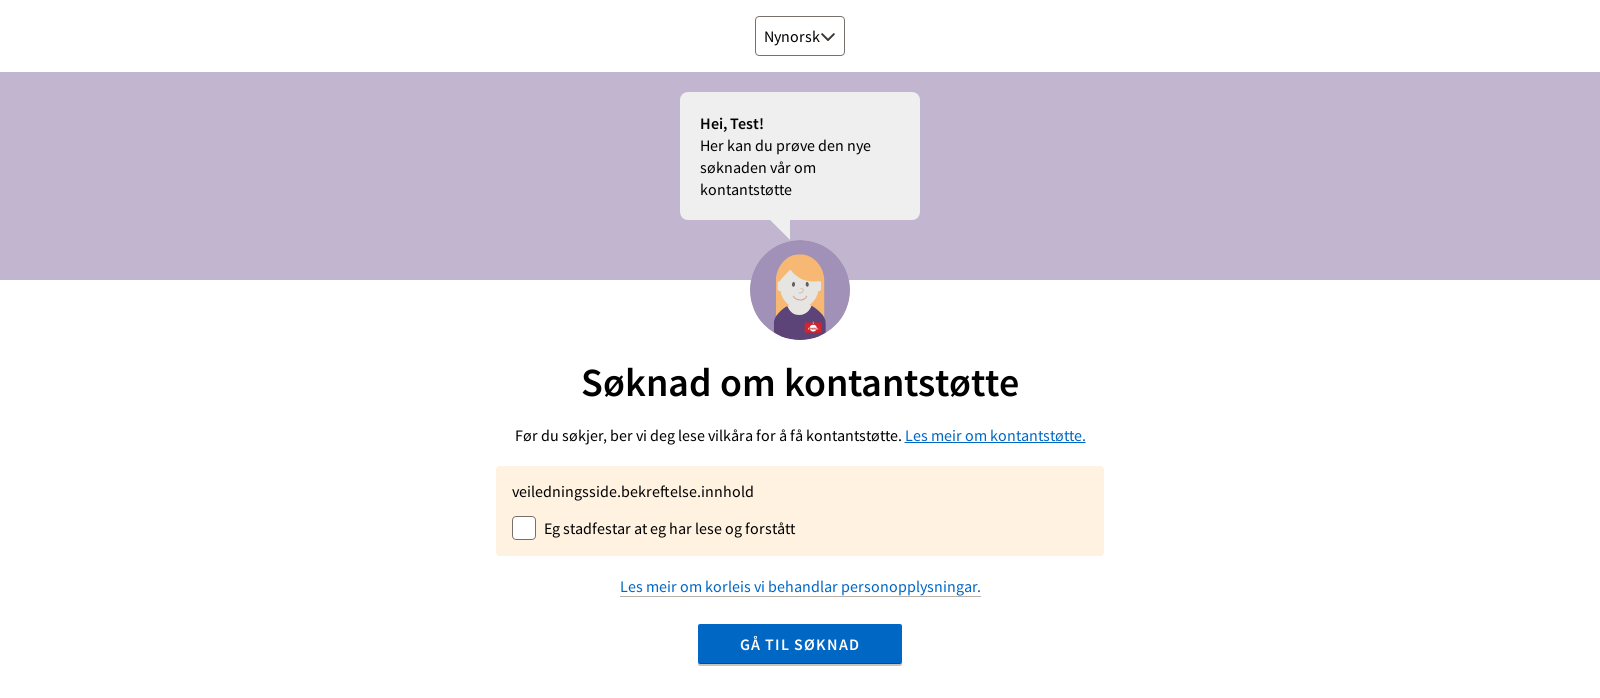 Nynorsk
Hei, Test!
Her kan du prøve den nye
søknaden vår om
kontantstøtte
Søknad om kontantstøtte
Før du søkjer, ber vi deg lese vilkåra for å få kontantstøtte. Les meir om kontantstøtte.
veiledningsside.bekreftelse.innhold
Eg stadfestar at eg har lese og forstått
Les meir om korleis vi behandlar personopplysningar.
GÅ TIL SØKNAD